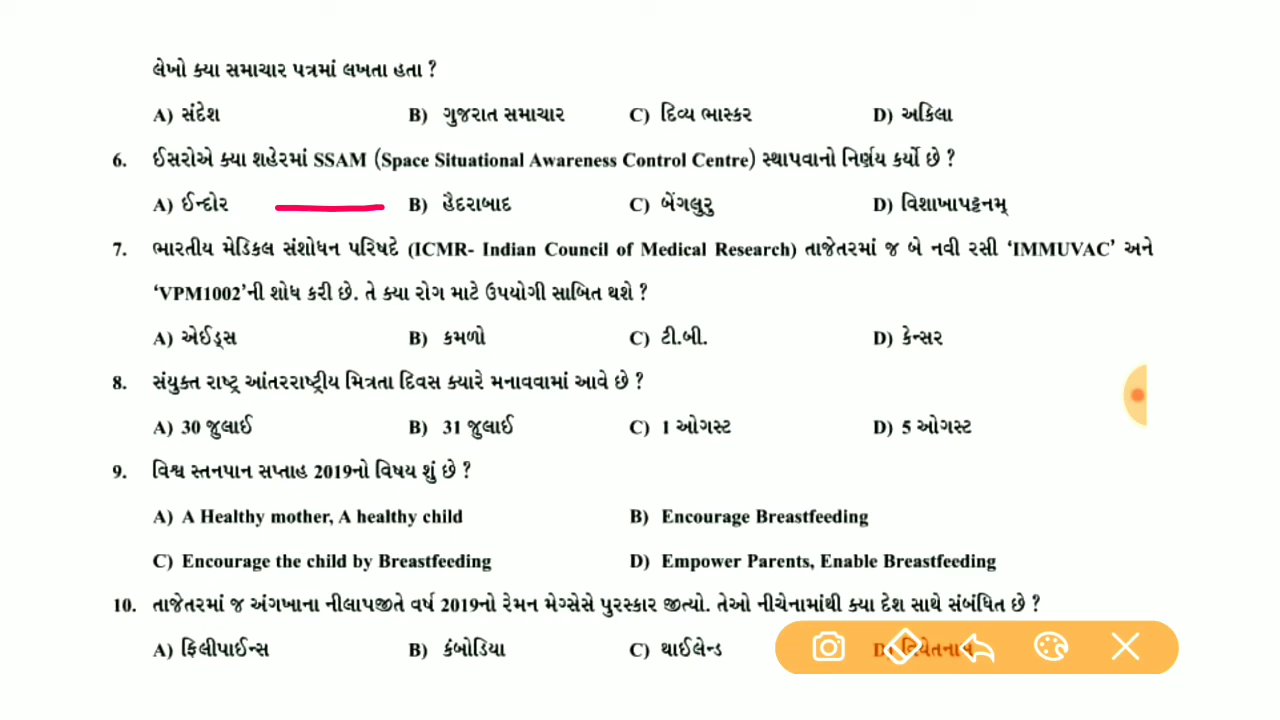 લેખો ક્યા સમાચાર પત્રમાં લખતા હતા ?
A) સંદેશ B) ગુજરાત સમાચાર C) દિવ્ય ભાસ્કર D) અકિલા
6. ઈસરોએ ક્યા શહેરમાં SSAM (Space Situational Awareness Control Centre) સ્થાપવાનો નિર્ણય કર્યો છે ?
A) ઈન્દોર B) હૈદરાબાદ C) બેંગલુરુ D) વિશાખાપટ્ટનમ્
7. ભારતીય મેડિકલ સંશોધન પરિષદે (ICMR- Indian Council of Medical Research) તાજેતરમાં જ બે નવી રસી ‘IMMUVAC’ અને
‘VPM1002’ની શોધ કરી છે. તે ક્યા રોગ માટે ઉપયોગી સાબિત થશે ?
A) એઈડ્સ B) કમળો C) ટી.બી. D) કેન્સર
8. સંયુક્ત રાષ્ટ્ર આંતરરાષ્ટ્રીય મિત્રતા દિવસ ક્યારે મનાવવામાં આવે છે ?
A) 30 જુલાઈ B) 31 જુલાઈ C) 1 ઓગસ્ટ D) 5 ઓગસ્ટ
9. વિશ્વ સ્તનપાન સપ્તાહ 2019નો વિષય શું છે ?
A) A Healthy mother, A healthy child B) Encourage Breastfeeding
C) Encourage the child by Breastfeeding D) Empower Parents, Enable Breastfeeding
10. તાજેતરમાં જ અંગખાના નીલાપજીતે વર્ષ 2019નો રેમન મેગ્સેસે પુરસ્કાર જીત્યો. તેઓ નીચેનામાંથી ક્યા દેશ સાથે સંબંધિત છે ?
A) ફિલીપાઈન્સ B) કંબોડિયા C) થાઈલેન્ડ D)